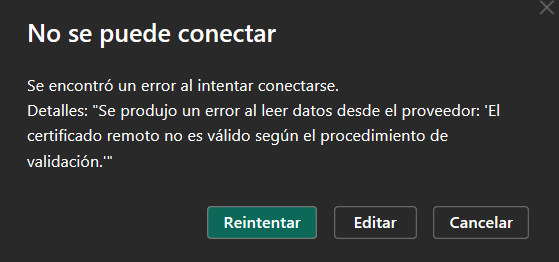 No se puede conectar
Se encontró un error al intentar conectarse.
Detalles: "Se produjo un error al leer datos desde el proveedor: 'El
certificado remoto no es válido según el procedimiento de
validación.'"
Reintentar
Editar
Cancelar